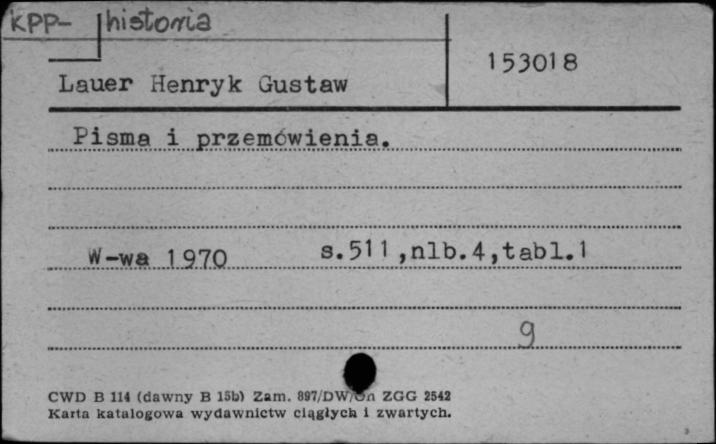 KPP- historia
153018
Lauer Henryk Gustaw
Pisma i przemówienia.
W-wa 1970 s.511,nlb.4,tabl.1
9
CWD B 114 (dawny B 15b) Zam. 897/DW/On ZGG 2542
Karta katalogowa wydawnictw ciągłych i zwartych.